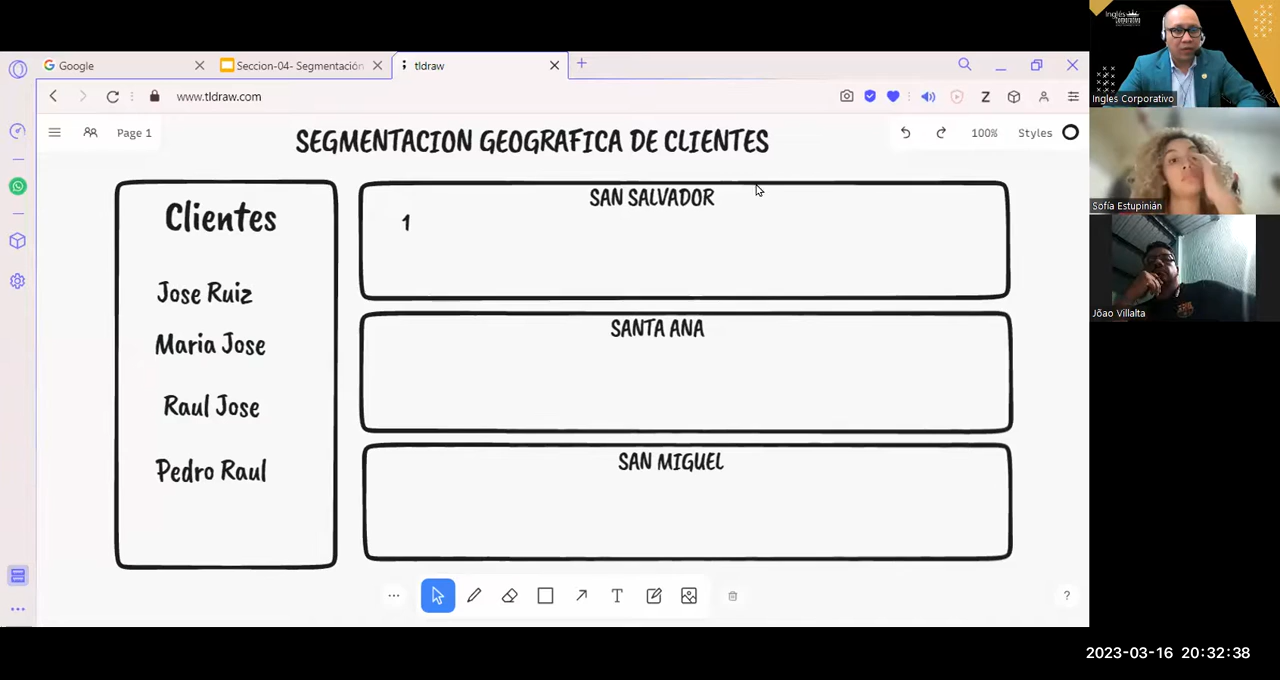 Google
Seccion-04- Segmentación
tldraw
www.tldraw.com
Page 1
100%
Styles
SEGMENTACION GEOGRAFICA DE CLIENTES
Clientes
Jose Ruiz
Maria Jose
Raul Jose
Pedro Raul
SAN SALVADOR
1
SANTA ANA
SAN MIGUEL
T
?
Z
Inglés
Corporativo
Ingles Corporativo
Sofía Estupinián
Jõao Villalta
2023-03-16 20:32:38